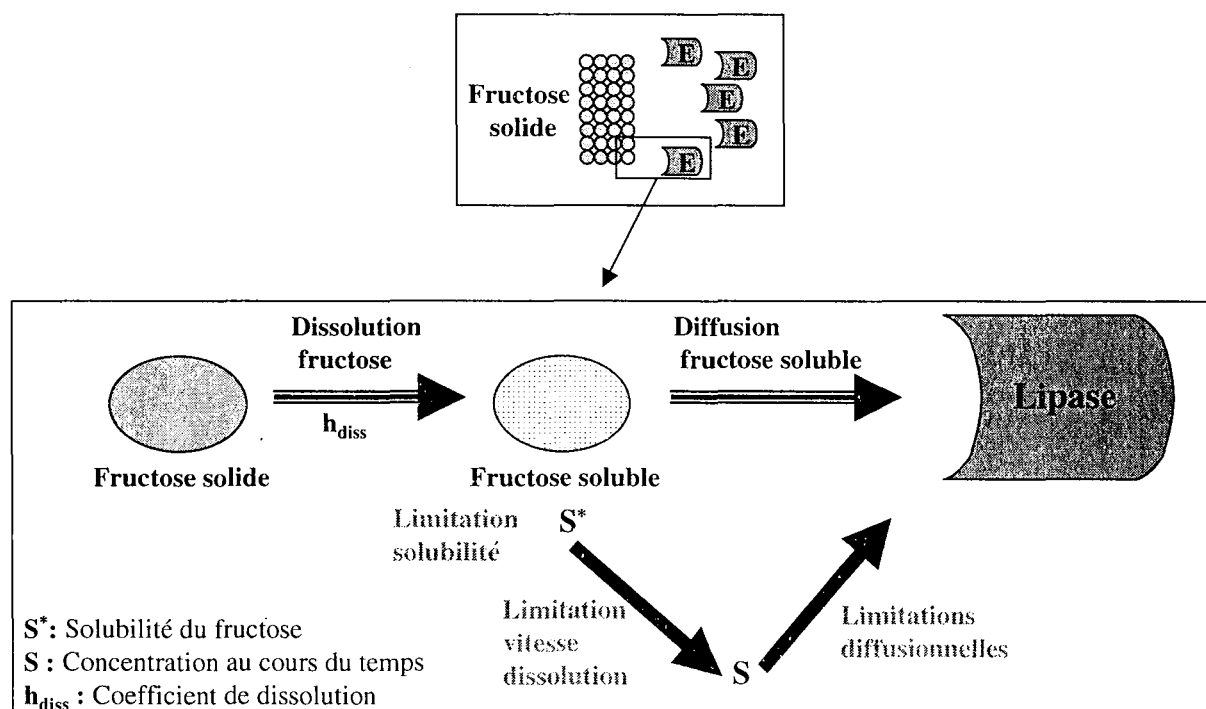 Fructose
solide
E
E
E
E
E
Dissolution
fructose
h_diss
Diffusion
fructose soluble
Lipase
Fructose solide
Fructose soluble
Limitation
solubilité
S*
Limitation
vitesse
dissolution
S
Limitations
diffusionnelles
S*: Solubilité du fructose
S : Concentration au cours du temps
h_diss : Coefficient de dissolution